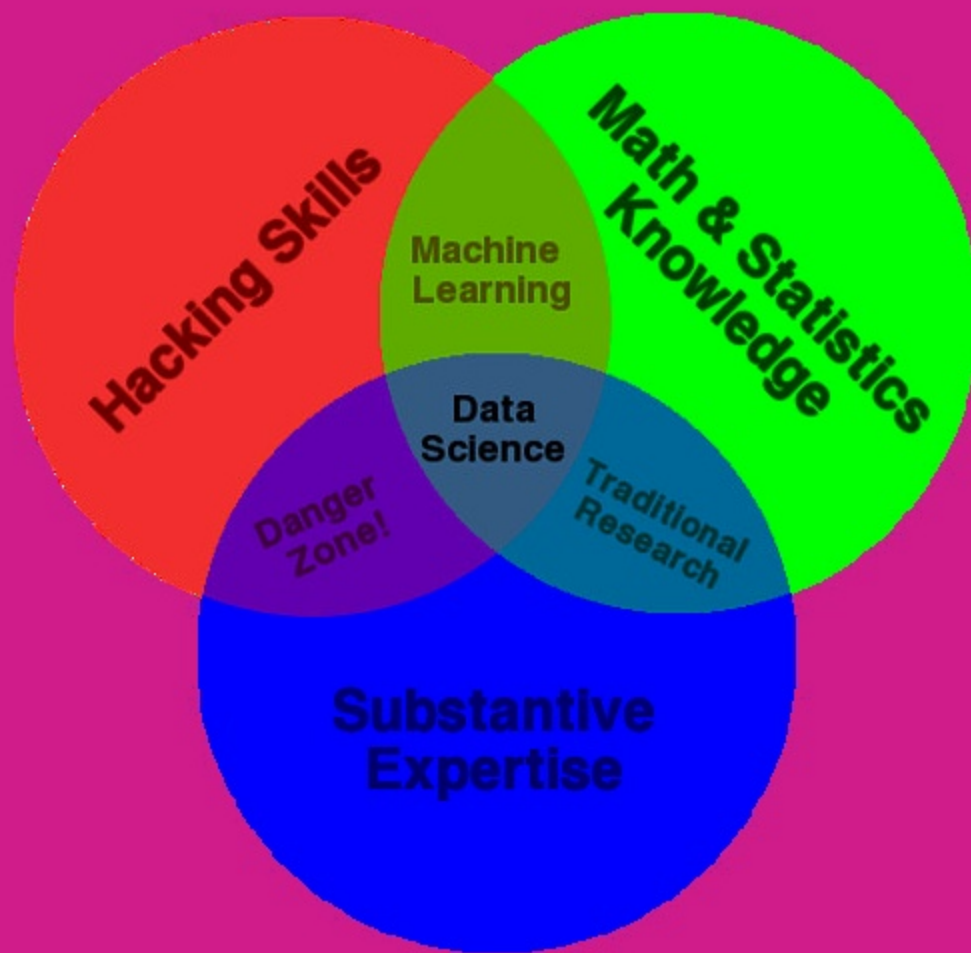 Hacking Skills
Math & Statistics
Knowledge
Machine
Learning
Data
Science
Danger
Zone!
Traditional
Research
Substantive
Expertise